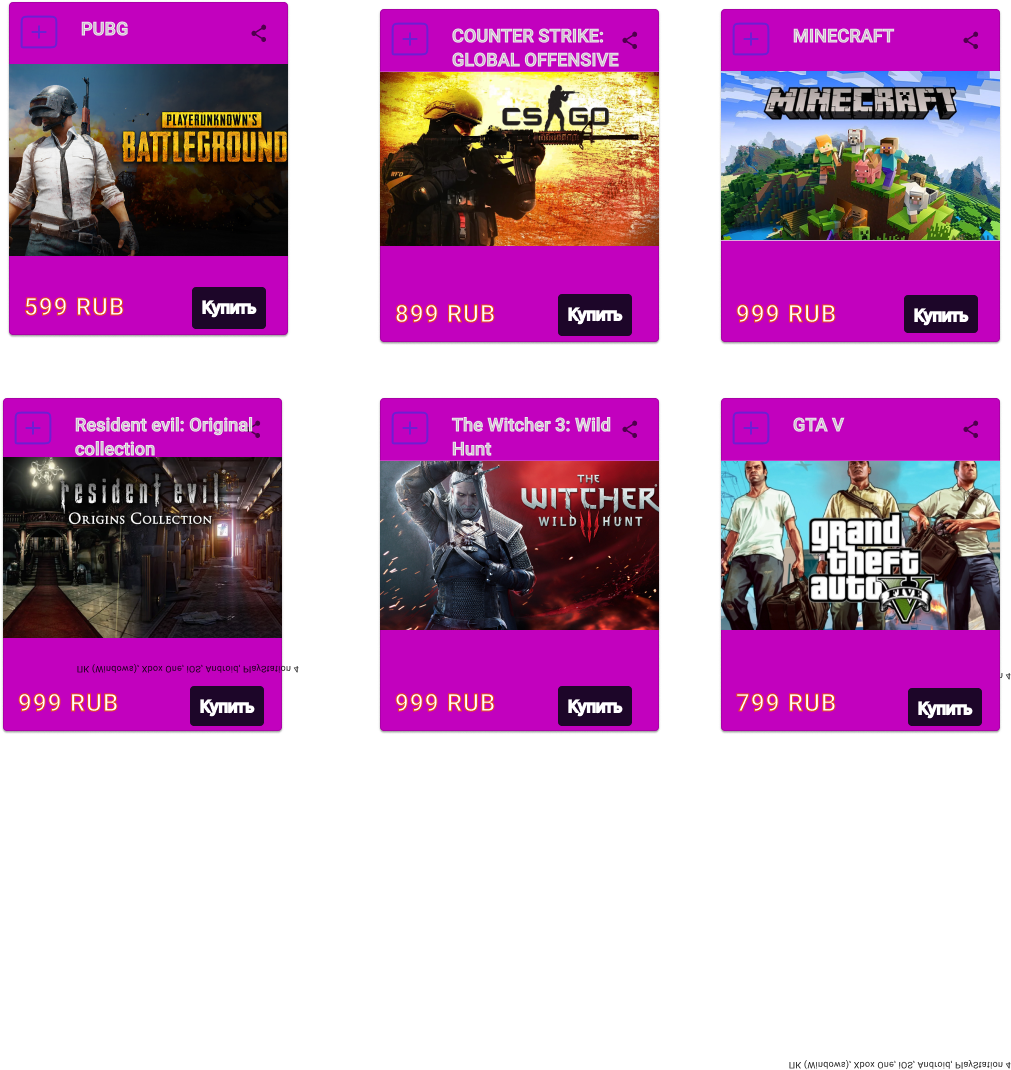 PUBG
PLAYERUNKNOWN'S
BATTLEGROUND
599 RUB
Купить
COUNTER STRIKE:
GLOBAL OFFENSIVE
CS GO
899 RUB
Купить
MINECRAFT
MINECRAFT
999 RUB
Купить
Resident evil: Original
collection
resident evil
ORIGINS COLLECTION
ПК (Windows), Xbox One, iOS, Android, PlayStation 4
999 RUB
Купить
The Witcher 3: Wild
Hunt
THE
WITCHER
WILD HUNT
999 RUB
Купить
GTA V
grand
theft
auto V
FIVE
n 4
799 RUB
Купить
ПК (Windows), Xbox One, iOS, Android, PlayStation 4